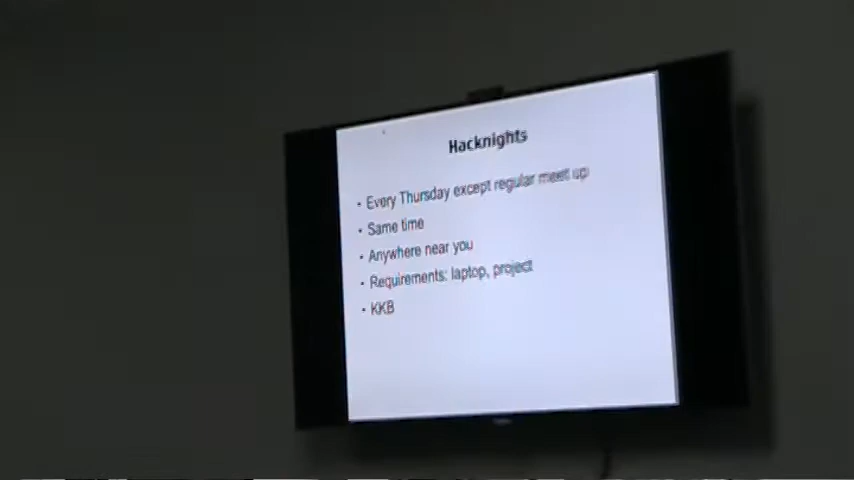 Hacknights
• Every Thursday except regular meet up
• Same time
• Anywhere near you
• Requirements: laptop, project
• KKB